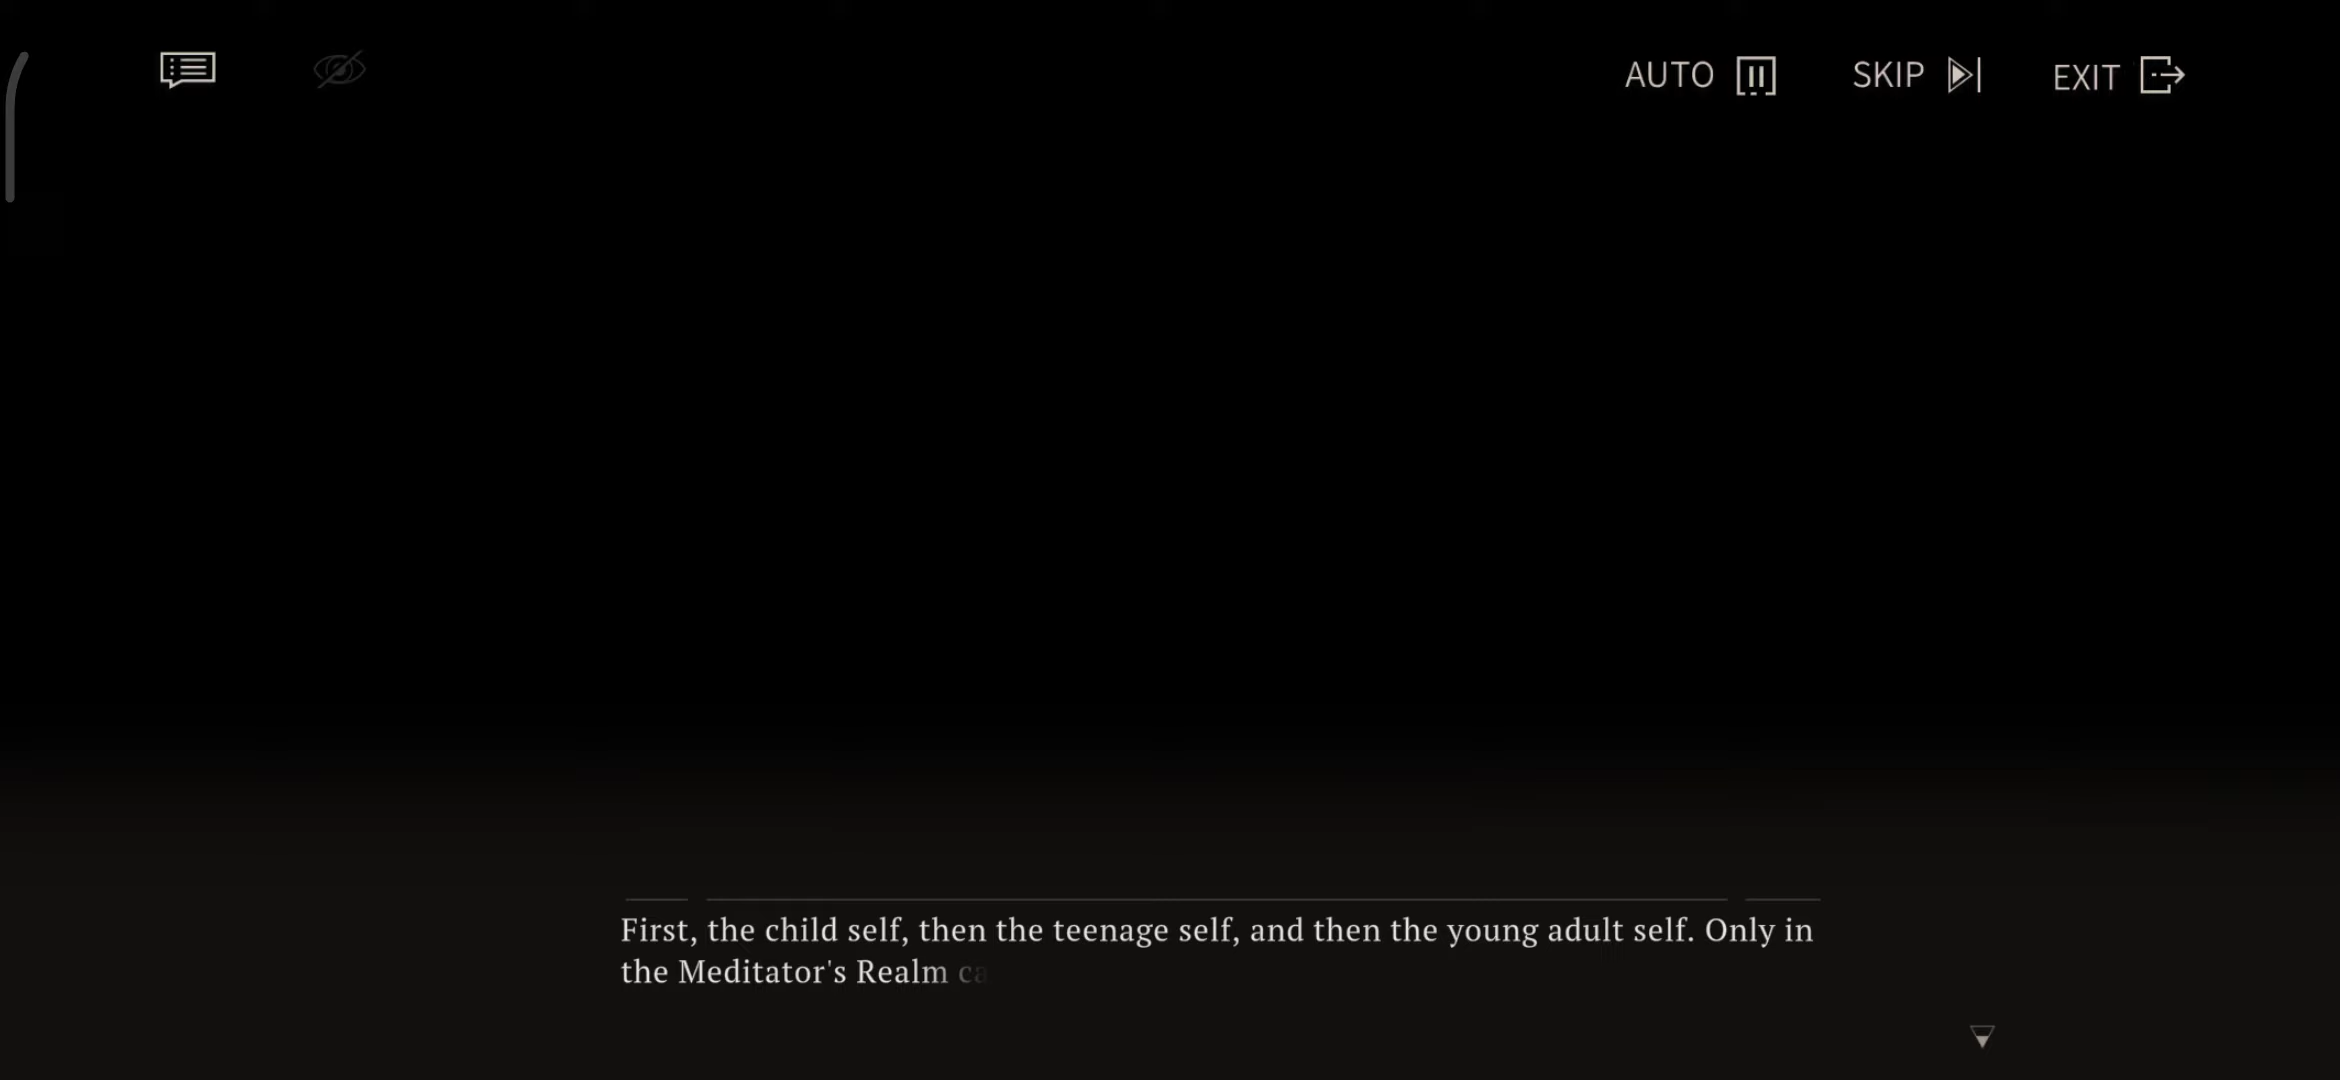 AUTO SKIP EXIT
First, the child self, then the teenage self, and then the young adult self. Only in
the Meditator's Realm ca